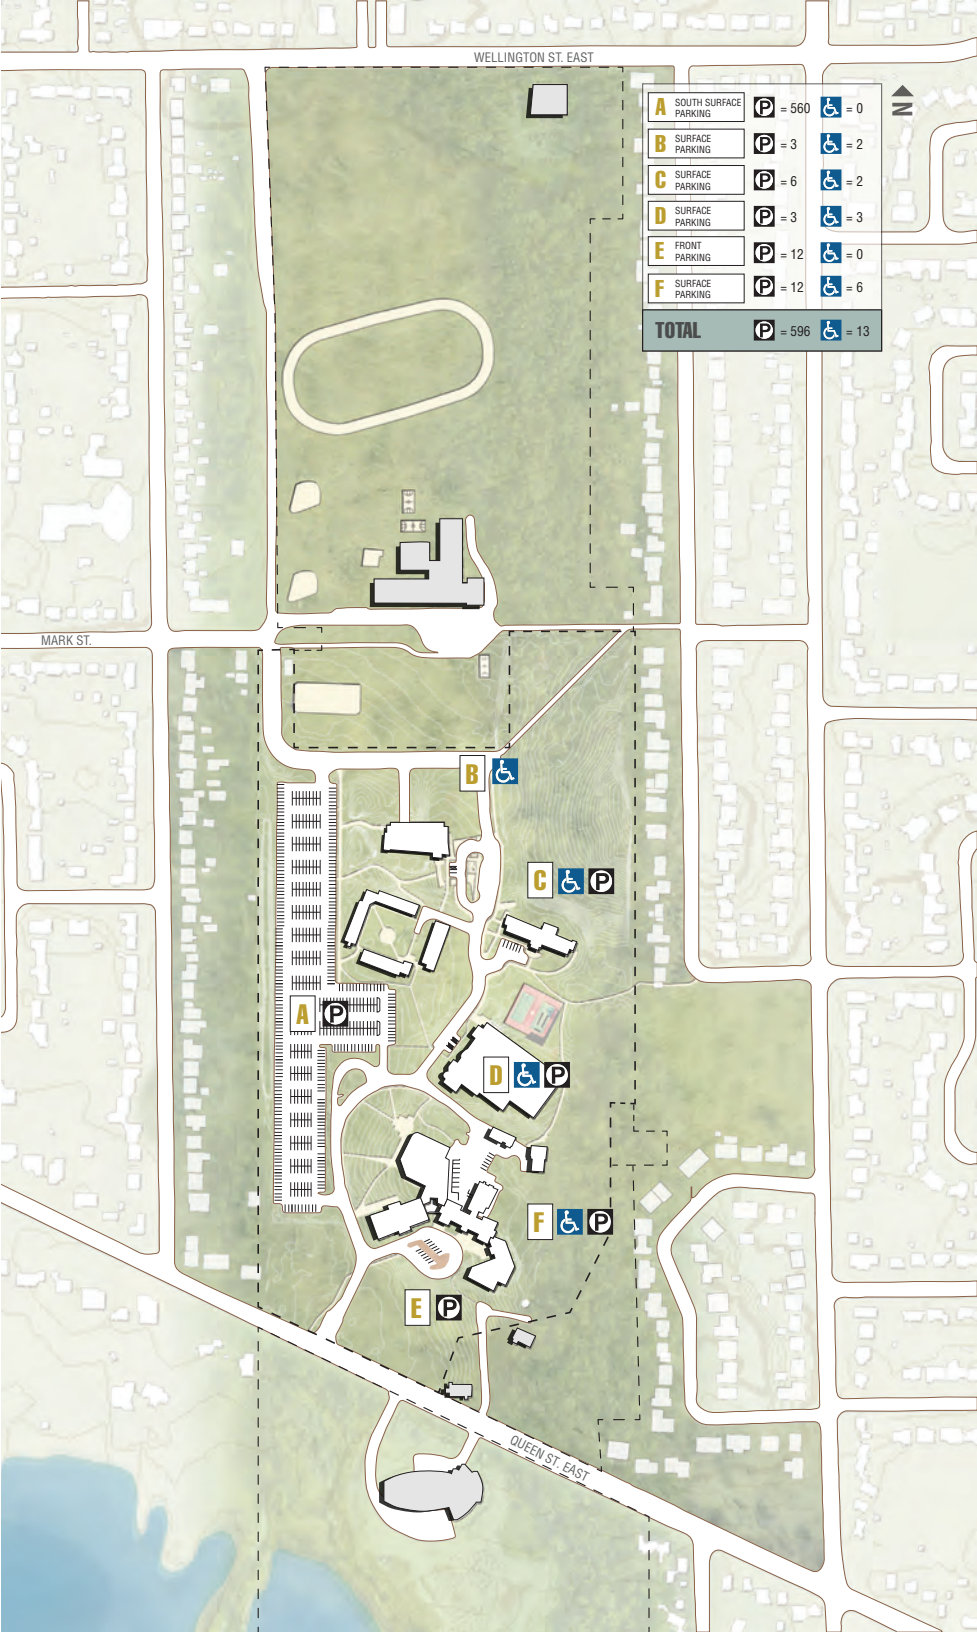 WELLINGTON ST. EAST
N
A SOUTH SURFACE PARKING P = 560 = 0
B SURFACE PARKING P = 3 = 2
C SURFACE PARKING P = 6 = 2
D SURFACE PARKING P = 3 = 3
E FRONT PARKING P = 12 = 0
F SURFACE PARKING P = 12 = 6
TOTAL P = 596 = 13
MARK ST.
B
C P
A P
D P
F P
E P
QUEEN ST. EAST